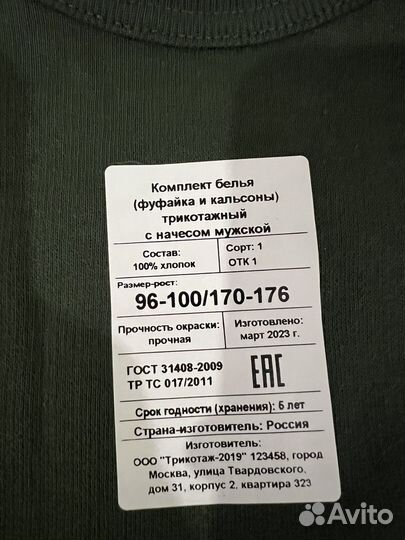 Комплект белья
(фуфайка и кальсоны)
трикотажный
с начесом мужской
Состав:
100% хлопок
Сорт: 1
ОТК 1
Размер-рост:
96-100/170-176
Прочность окраски:
прочная
Изготовлено:
март 2023 г.
ГОСТ 31408-2009
ТР ТС 017/2011
ЕАС
Срок годности (хранения): 5 лет
Страна-изготовитель: Россия
Изготовитель:
ООО "Трикотаж-2019" 123458, город
Москва, улица Твардовского,
дом 31, корпус 2, квартира 323
Avito